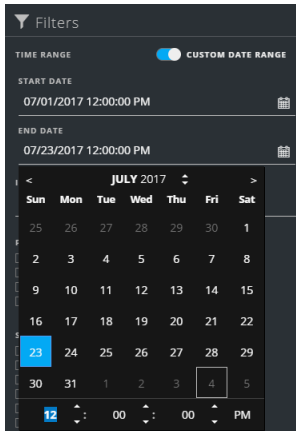 Filters
TIME RANGE CUSTOM DATE RANGE
START DATE
07/01/2017 12:00:00 PM
END DATE
07/23/2017 12:00:00 PM
< JULY 2017 >
Sun Mon Tue Wed Thu Fri Sat
25 26 27 28 29 30 1
2 3 4 5 6 7 8
9 10 11 12 13 14 15
16 17 18 19 20 21 22
23 24 25 26 27 28 29
30 31 1 2 3 4 5
12 : 00 : 00 PM